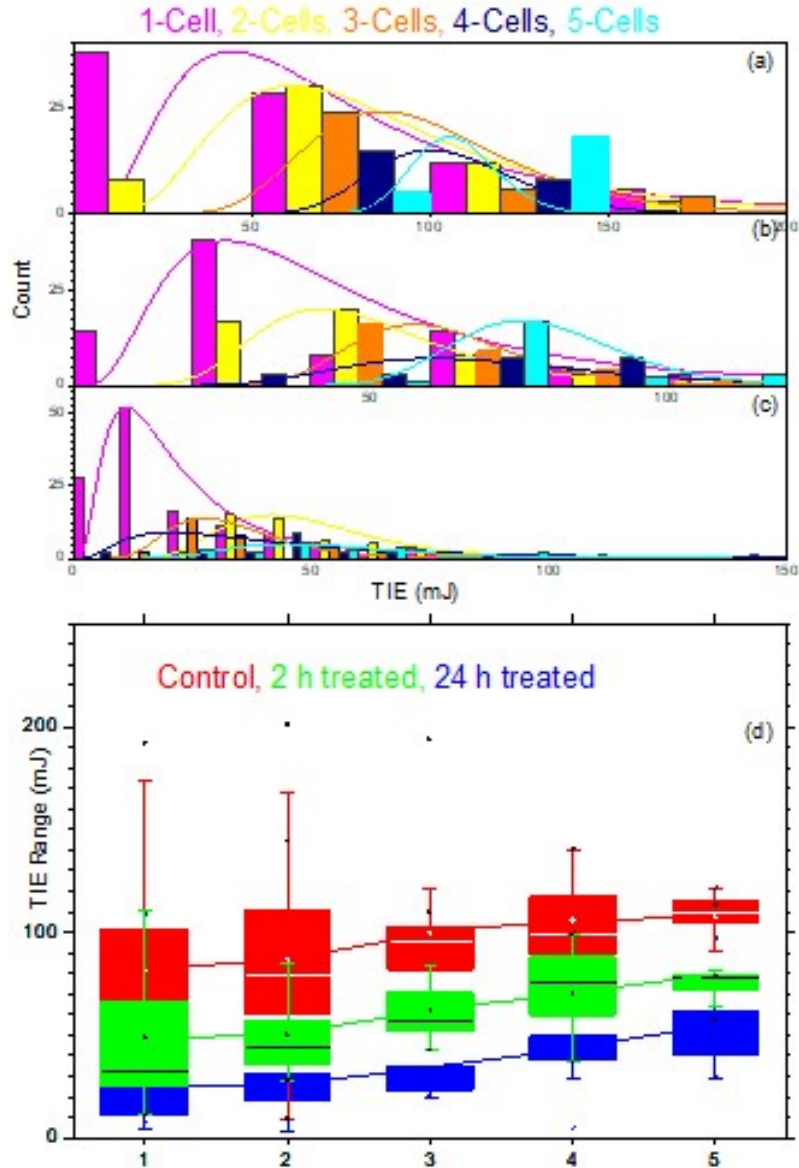 1-Cell, 2-Cells, 3-Cells, 4-Cells, 5-Cells
(a)
25
0
50
100
150
200
(b)
25
0
50
100
Count
(c)
50
25
0
0
50
100
150
TIE (mJ)
Control, 2 h treated, 24 h treated
(d)
200
100
0
TIE Range (mJ)
1
2
3
4
5